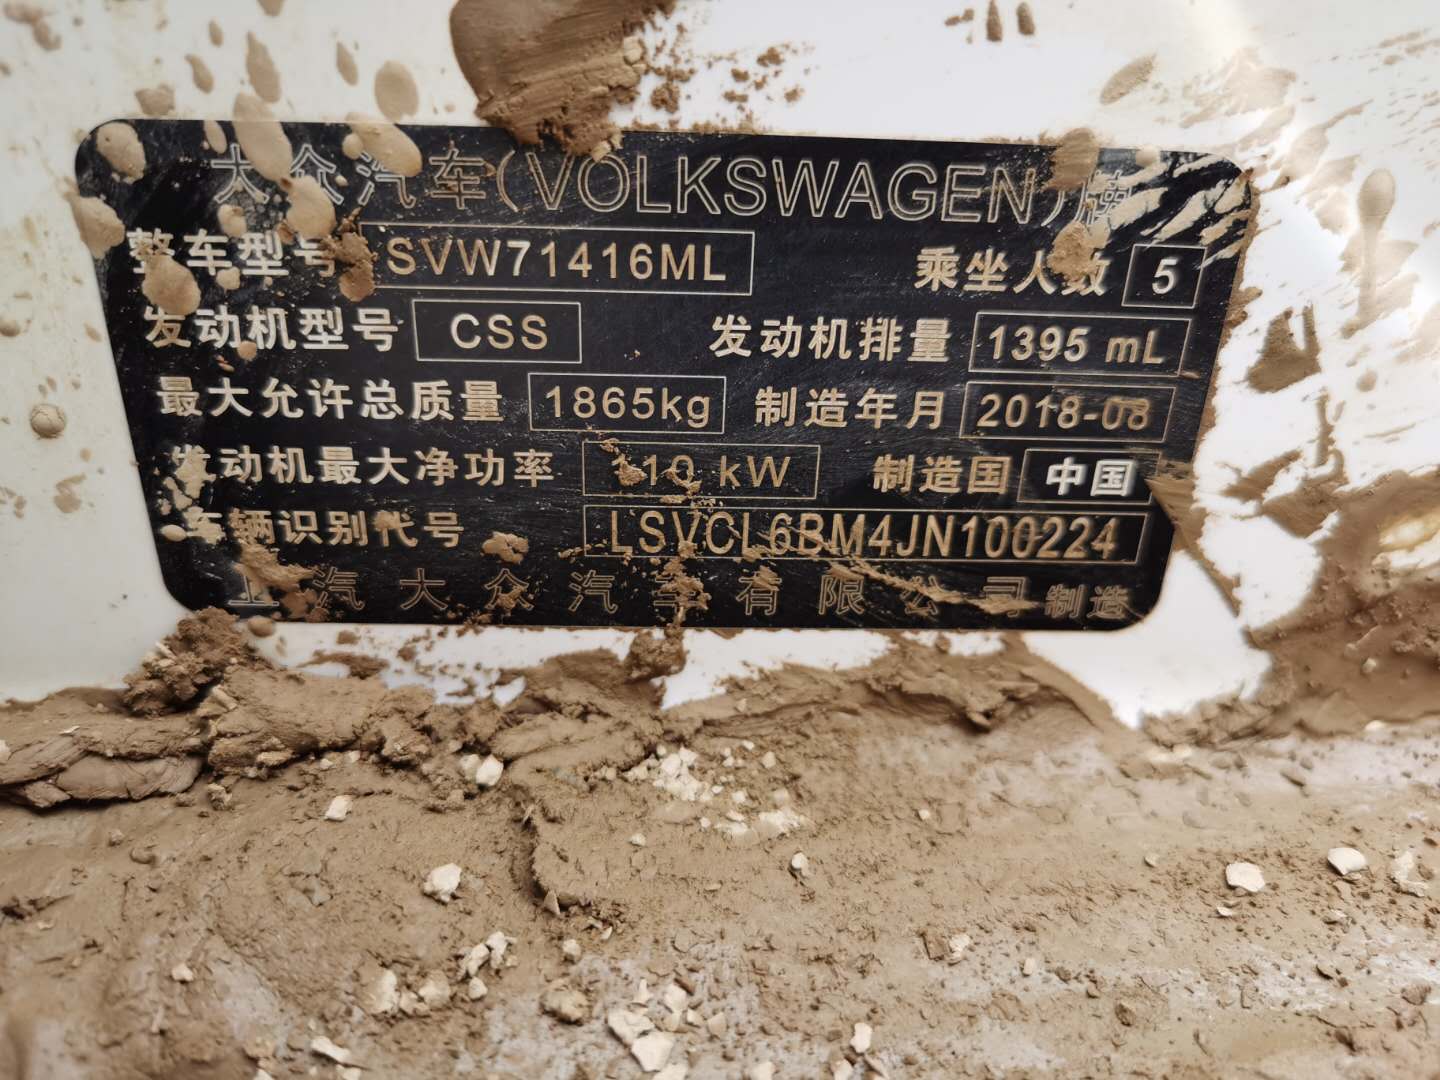 大众汽车(VOLKSWAGEN)牌
整车型号 SVW71416ML 乘坐人数 5
发动机型号 CSS 发动机排量 1395 mL
最大允许总质量 1865kg 制造年月 2018-08
发动机最大净功率 110 kW 制造国 中国
车辆识别代号 LSVCL6BM4JN100224
上汽大众汽车有限公司 制造